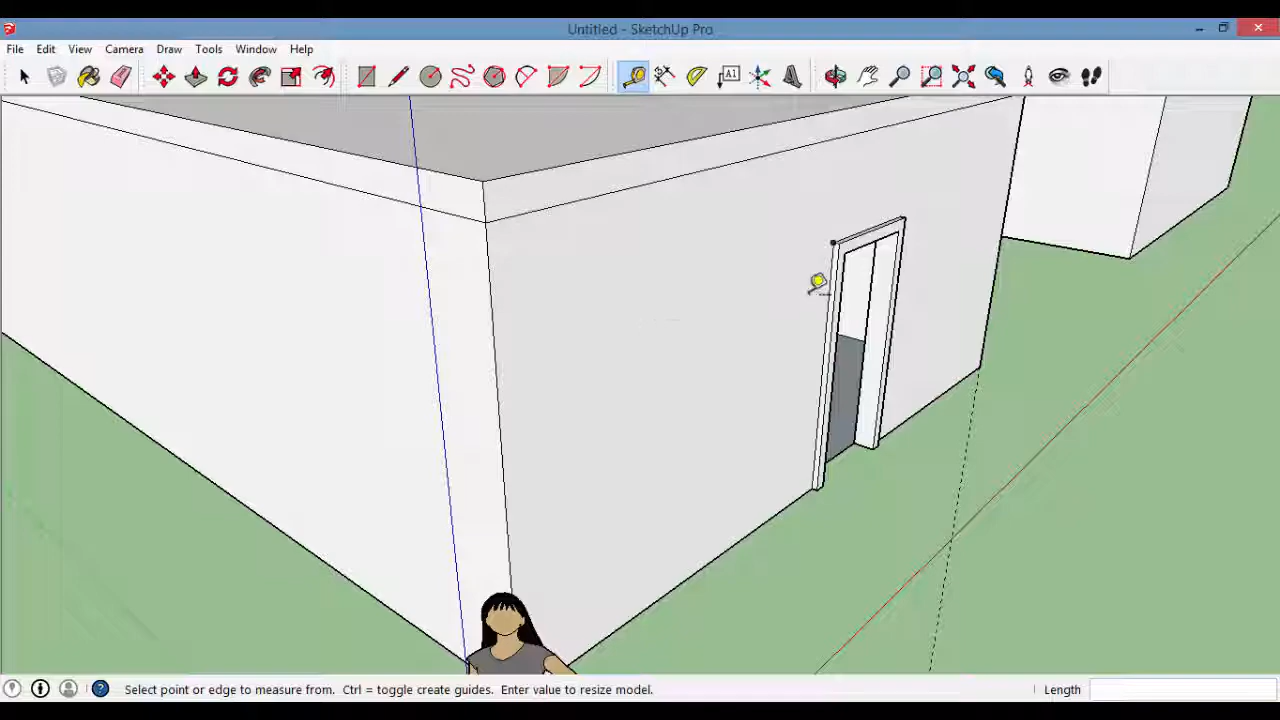 Untitled - SketchUp Pro
File Edit View Camera Draw Tools Window Help
A1
Select point or edge to measure from. Ctrl = toggle create guides. Enter value to resize model. Length